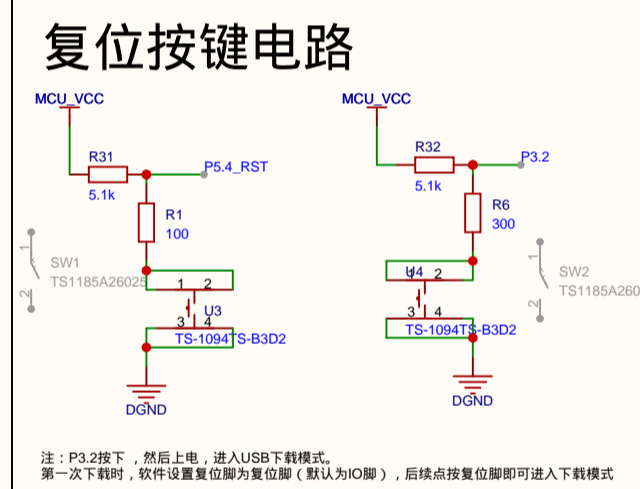 复位按键电路
MCU_VCC
MCU_VCC
R31
P5.4_RST
5.1k
R1
100
R32
P3.2
5.1k
R6
300
1
2
SW1
TS1185A26025
1 2
U3
3 4
TS-1094TS-B3D2
DGND
U4
1 2
3 4
TS-1094TS-B3D2
DGND
1
2
SW2
TS1185A260
注：P3.2按下 ，然后上电，进入USB下载模式。
第一次下载时，软件设置复位脚为复位脚（默认为IO脚），后续点按复位脚即可进入下载模式